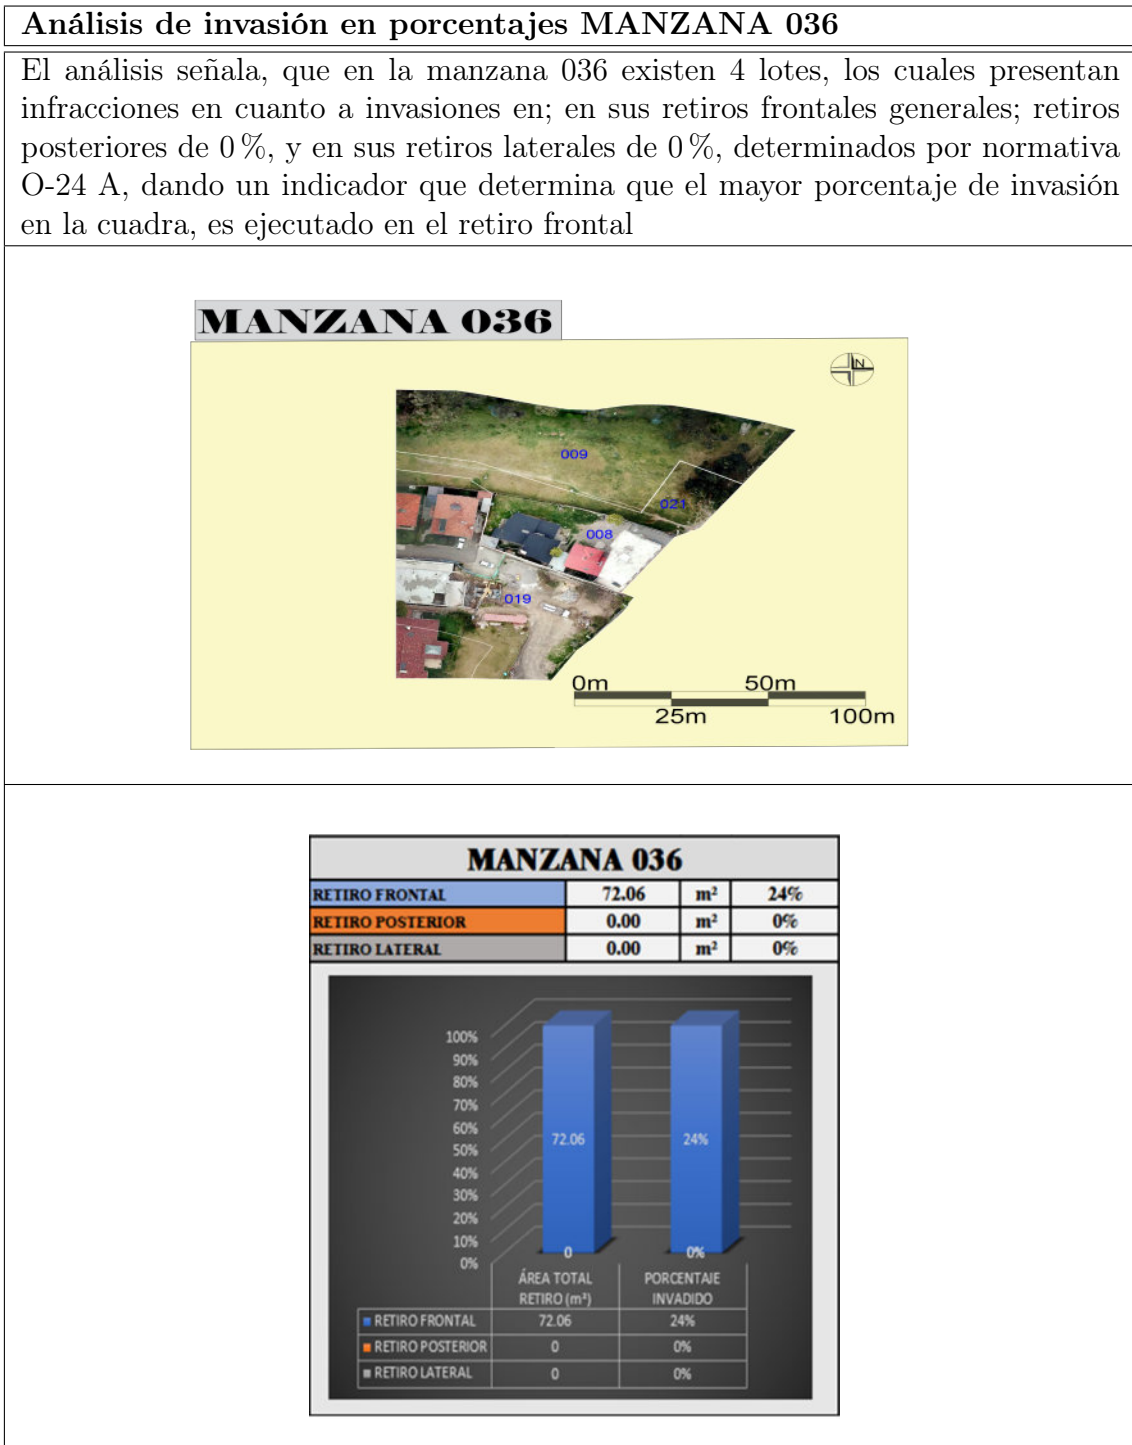 Análisis de invasión en porcentajes MANZANA 036
El análisis señala, que en la manzana 036 existen 4 lotes, los cuales presentan
infracciones en cuanto a invasiones en; en sus retiros frontales generales; retiros
posteriores de 0 %, y en sus retiros laterales de 0 %, determinados por normativa
O-24 A, dando un indicador que determina que el mayor porcentaje de invasión
en la cuadra, es ejecutado en el retiro frontal
MANZANA 036
N
009
021
008
019
0m 50m
25m 100m
MANZANA 036
RETIRO FRONTAL 72.06 m² 24%
RETIRO POSTERIOR 0.00 m² 0%
RETIRO LATERAL 0.00 m² 0%
100%
90%
80%
70%
60%
50%
40%
30%
20%
10%
0%
72.06 24%
0 0%
ÁREA TOTAL PORCENTAJE
RETIRO (m²) INVADIDO
RETIRO FRONTAL 72.06 24%
RETIRO POSTERIOR 0 0%
RETIRO LATERAL 0 0%